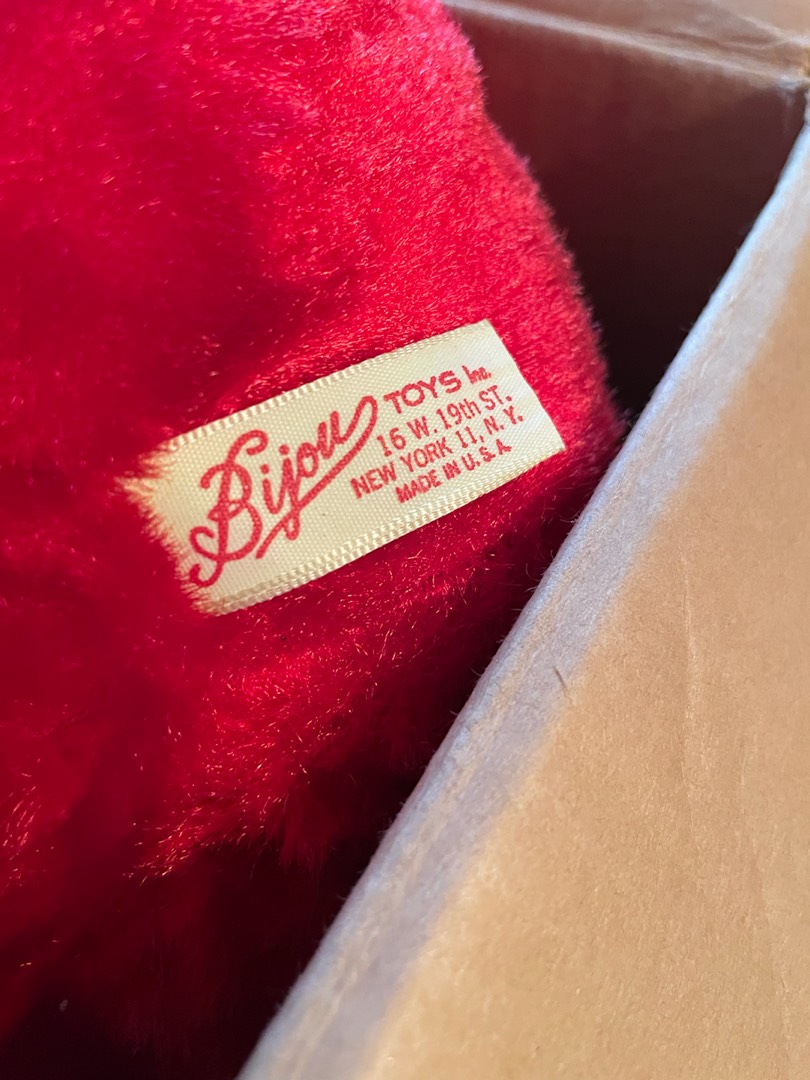 Bijou
TOYS Inc.
16 W. 19th ST.
NEW YORK 11, N. Y.
MADE IN U.S.A.